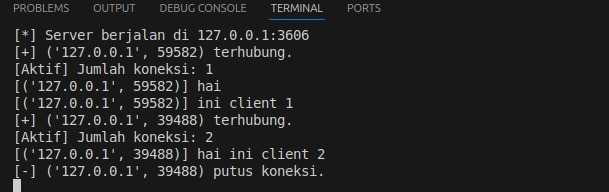 PROBLEMS OUTPUT DEBUG CONSOLE TERMINAL PORTS
[*] Server berjalan di 127.0.0.1:3606
[+] ('127.0.0.1', 59582) terhubung.
[Aktif] Jumlah koneksi: 1
[('127.0.0.1', 59582)] hai
[('127.0.0.1', 59582)] ini client 1
[+] ('127.0.0.1', 39488) terhubung.
[Aktif] Jumlah koneksi: 2
[('127.0.0.1', 39488)] hai ini client 2
[-] ('127.0.0.1', 39488) putus koneksi.